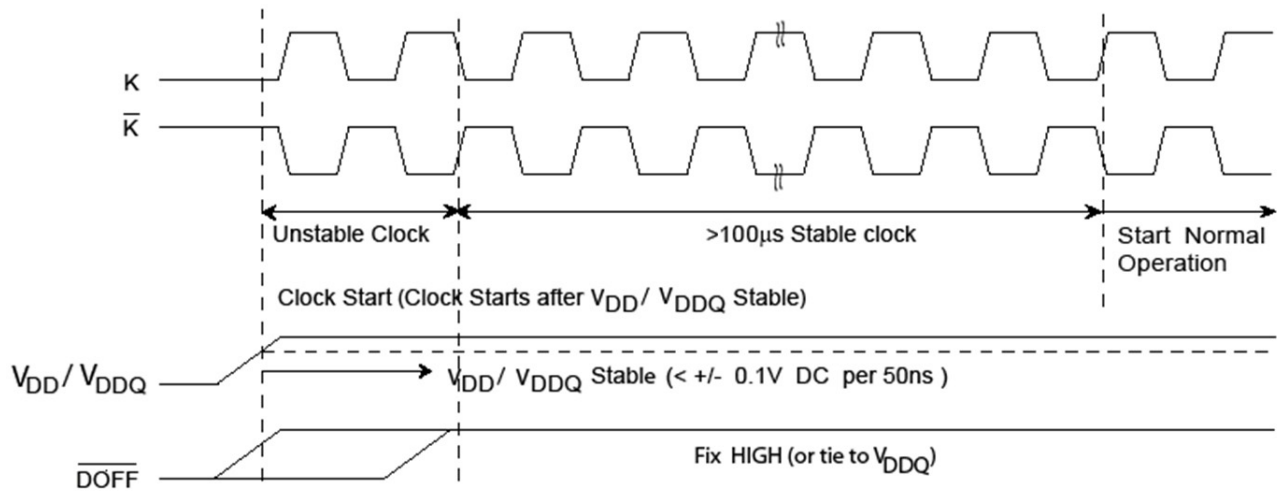 K
K̅
Unstable Clock
>100μs Stable clock
Start Normal
Operation
Clock Start (Clock Starts after VDD/ VDDQ Stable)
VDD/ VDDQ
VDD/ VDDQ Stable (< +/- 0.1V DC per 50ns )
D̅O̅F̅F̅
Fix HIGH (or tie to VDDQ)